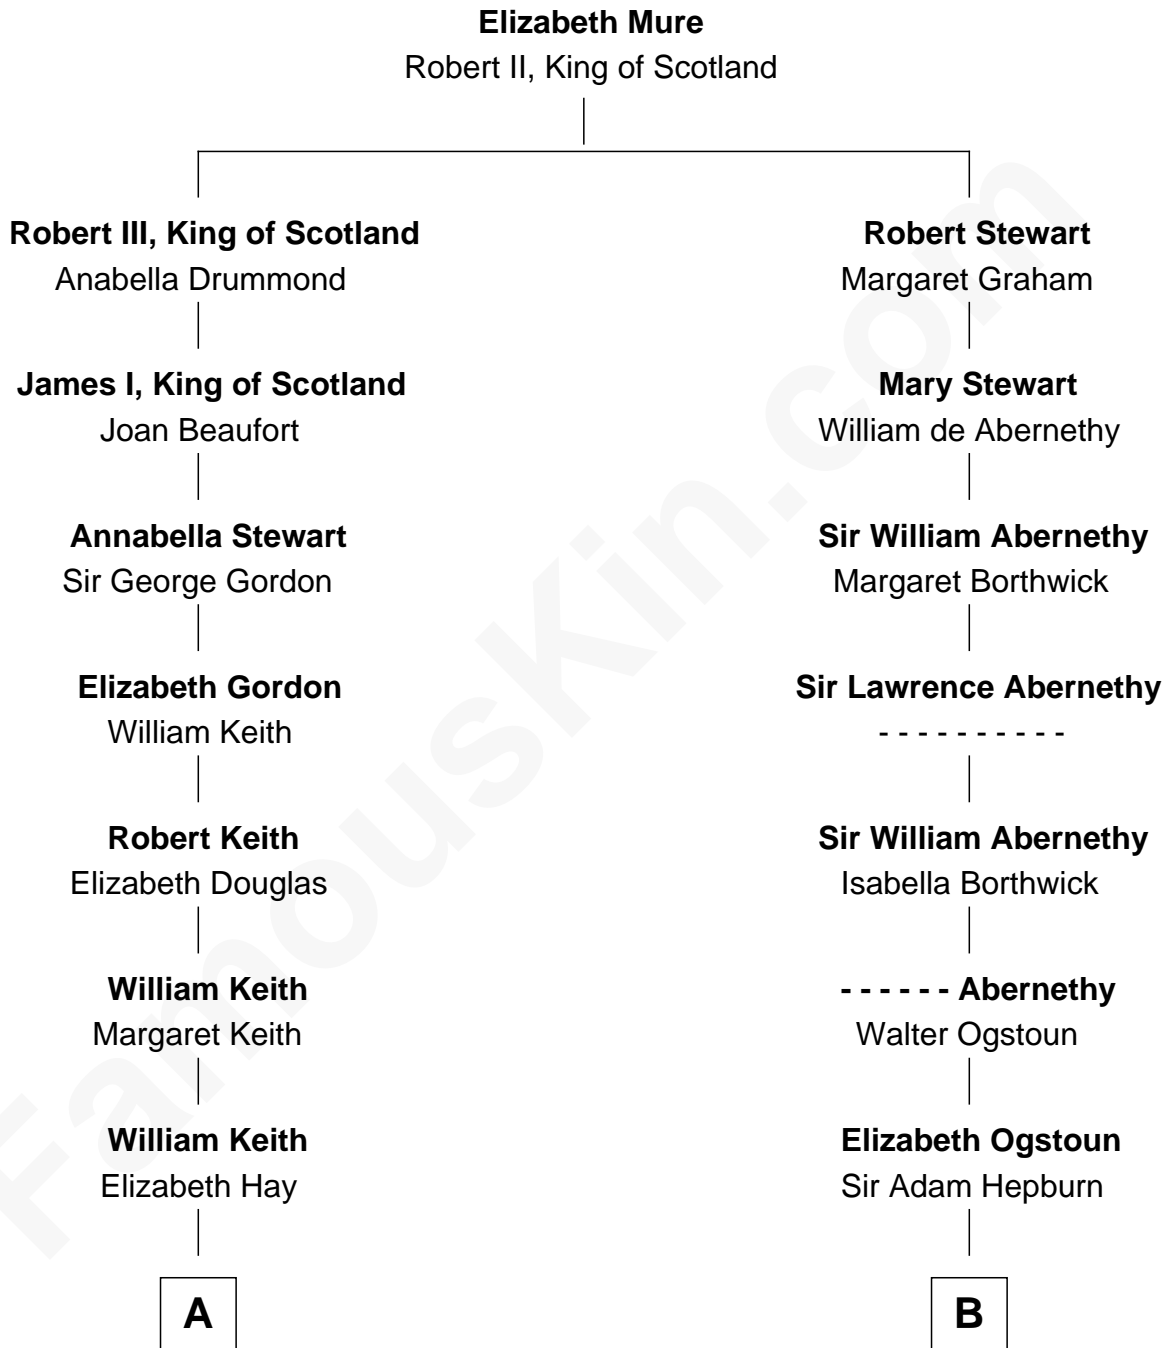 Elizabeth Mure
Robert II, King of Scotland
Robert III, King of Scotland
Anabella Drummond
James I, King of Scotland
Joan Beaufort
Annabella Stewart
Sir George Gordon
Elizabeth Gordon
William Keith
Robert Keith
Elizabeth Douglas
William Keith
Margaret Keith
William Keith
Elizabeth Hay
A
Robert Stewart
Margaret Graham
Mary Stewart
William de Abernethy
Sir William Abernethy
Margaret Borthwick
Sir Lawrence Abernethy
- - - - - - - - - -
Sir William Abernethy
Isabella Borthwick
- - - - - - Abernethy
Walter Ogstoun
Elizabeth Ogstoun
Sir Adam Hepburn
B
FamousKin.com